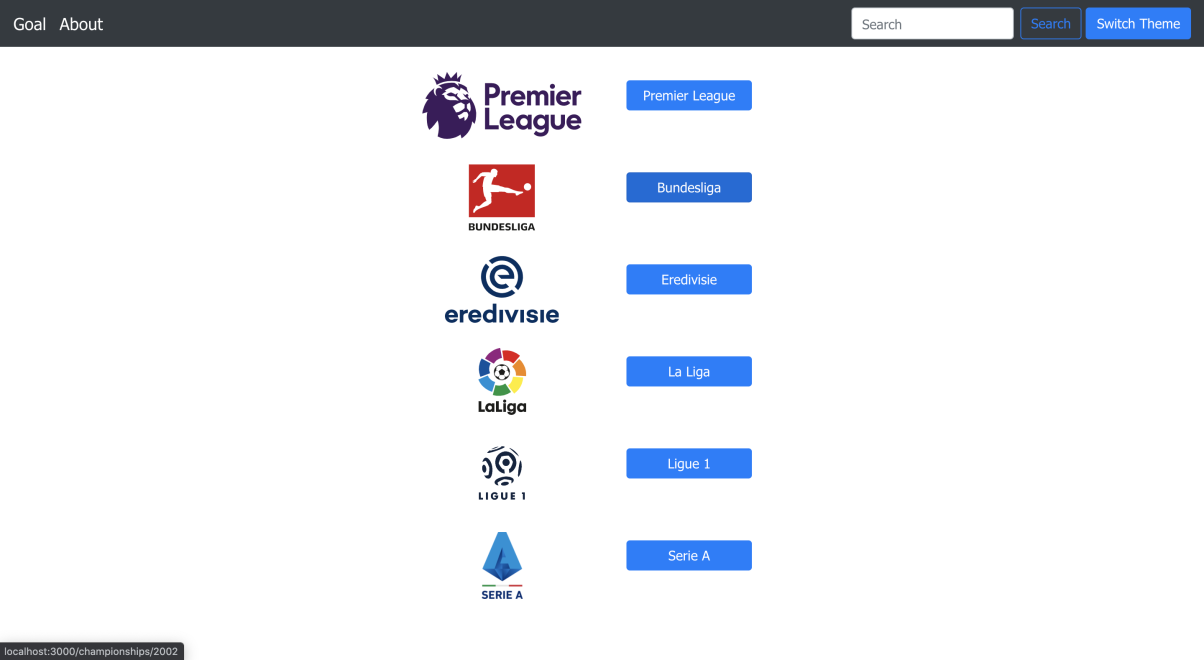 Goal About Search Search Switch Theme
Premier
League
Premier League
BUNDESLIGA
Bundesliga
eredivisie
Eredivisie
LaLiga
La Liga
LIGUE 1
Ligue 1
SERIE A
Serie A
localhost:3000/championships/2002